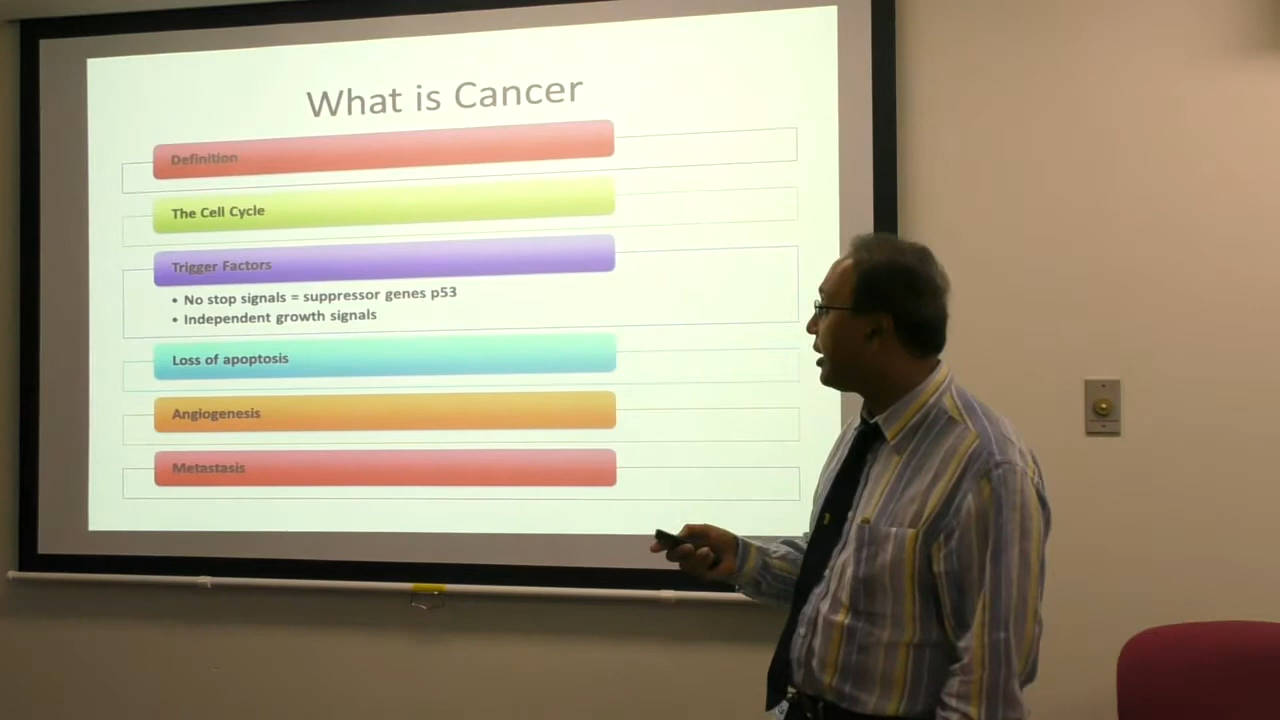 What is Cancer
Definition
The Cell Cycle
Trigger Factors
• No stop signals = suppressor genes p53
• Independent growth signals
Loss of apoptosis
Angiogenesis
Metastasis